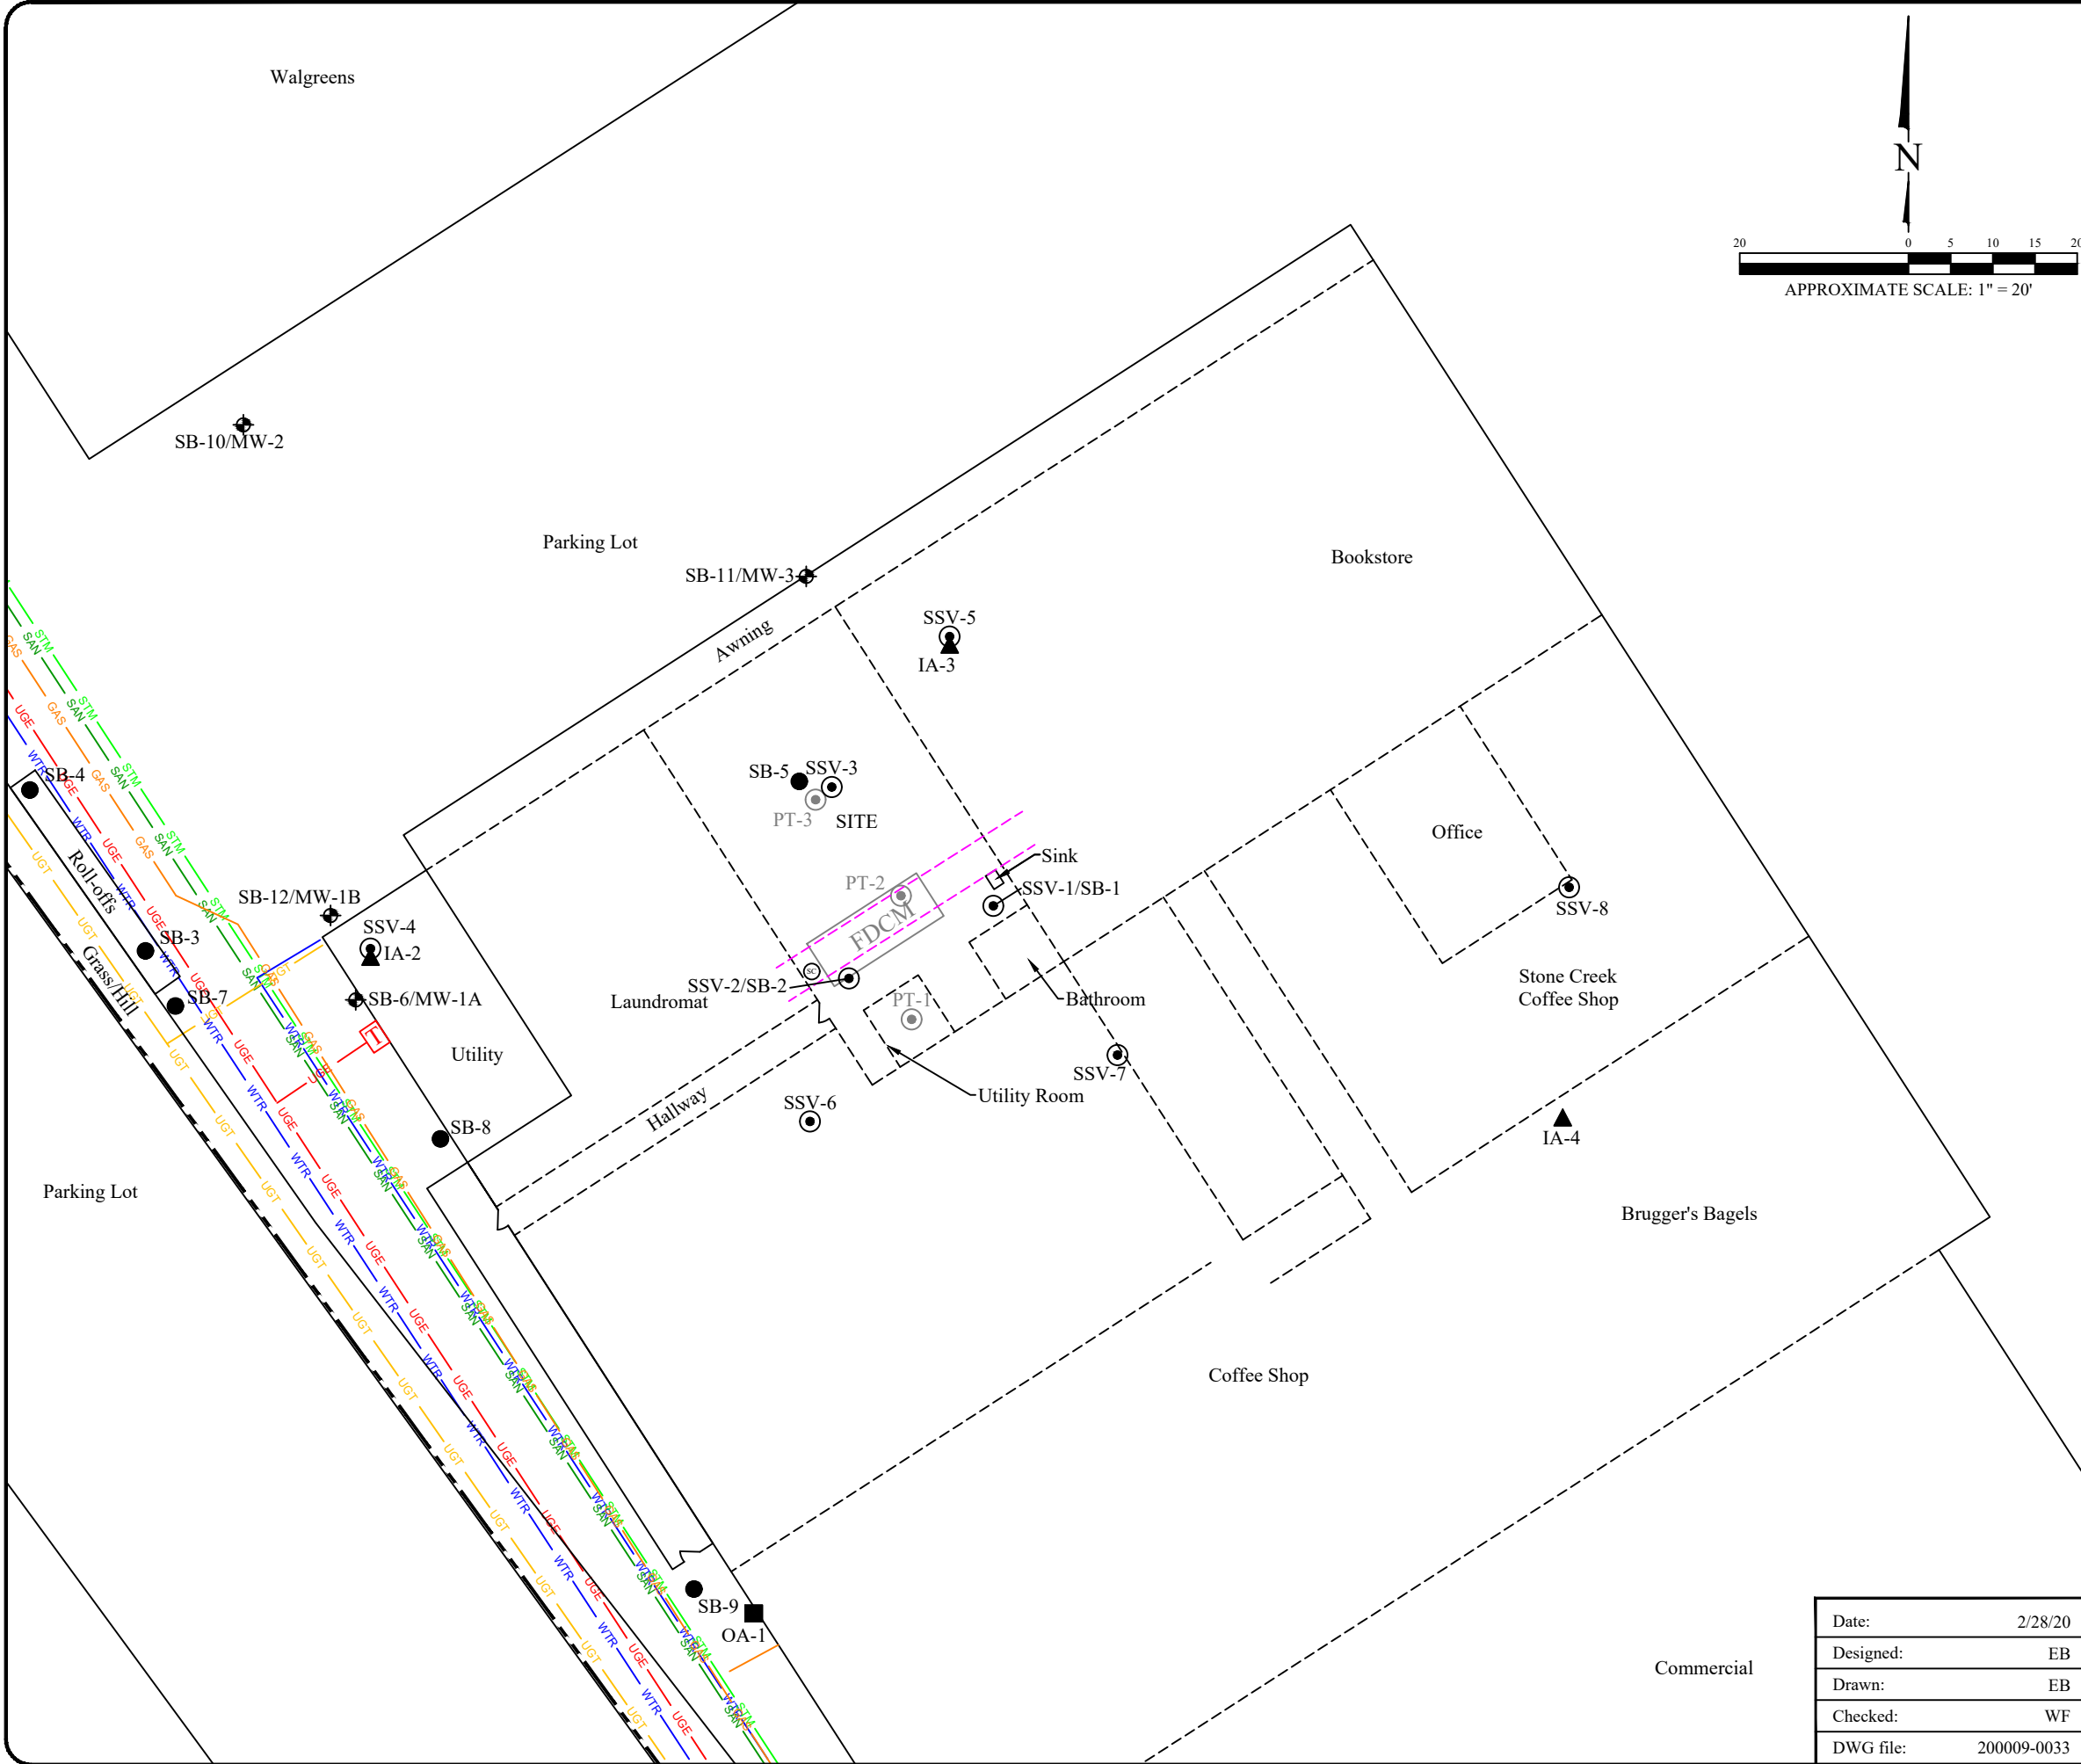 Walgreens
N
20 0 5 10 15 20
APPROXIMATE SCALE: 1" = 20'
SB-10/MW-2
Parking Lot
SB-11/MW-3
Bookstore
Awning
SSV-5
IA-3
SB-4
SB-5
SSV-3
PT-3
SITE
Office
Sink
PT-2
SSV-1/SB-1
FDCM
SSV-8
Roll-offs
SB-12/MW-1B
SSV-4
IA-2
SB-3
Grass/Hill
SB-7
SC
SSV-2/SB-2
Laundromat
SB-6/MW-1A
PT-1
Bathroom
Stone Creek
Coffee Shop
T
Utility
SSV-7
Utility Room
Hallway
SSV-6
SB-8
IA-4
Parking Lot
Brugger's Bagels
Coffee Shop
SB-9
OA-1
Commercial
STM
SAN
GAS
UGE
WTR
UGT
Date: 2/28/20
Designed: EB
Drawn: EB
Checked: WF
DWG file: 200009-0033